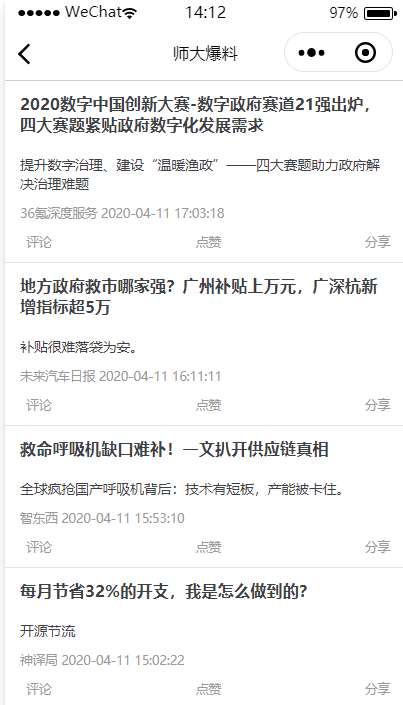 ●●●●● WeChat 14:12 97%
师大爆料
2020数字中国创新大赛-数字政府赛道21强出炉，
四大赛题紧贴政府数字化发展需求
提升数字治理、建设“温暖渔政”——四大赛题助力政府解
决治理难题
36氪深度服务 2020-04-11 17:03:18
评论 点赞 分享
地方政府救市哪家强？广州补贴上万元，广深杭新
增指标超5万
补贴很难落袋为安。
未来汽车日报 2020-04-11 16:11:11
评论 点赞 分享
救命呼吸机缺口难补！一文扒开供应链真相
全球疯抢国产呼吸机背后：技术有短板，产能被卡住。
智东西 2020-04-11 15:53:10
评论 点赞 分享
每月节省32%的开支，我是怎么做到的？
开源节流
神译局 2020-04-11 15:02:22
评论 点赞 分享